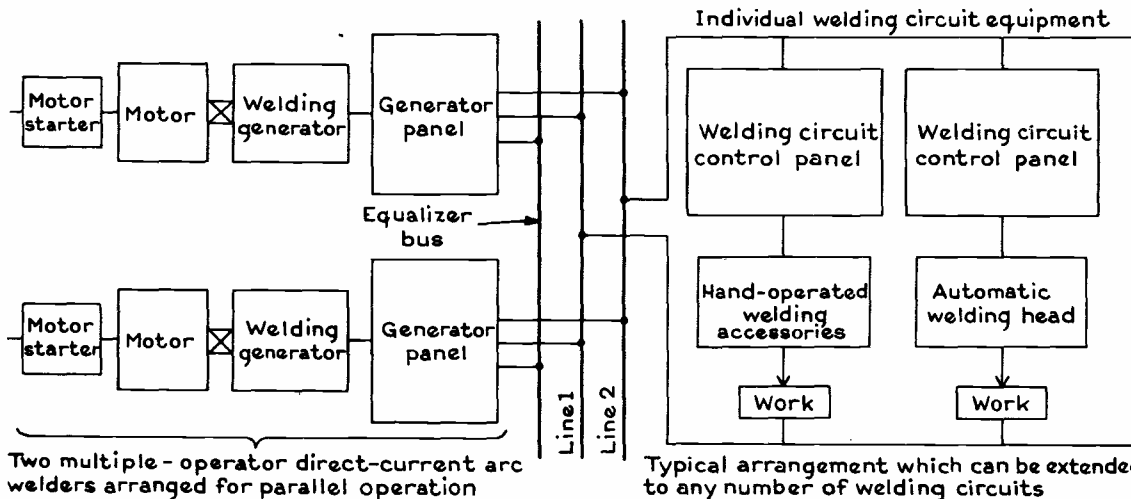 Individual welding circuit equipment
Motor
starter
Motor
Welding
generator
Generator
panel
Welding circuit
control panel
Welding circuit
control panel
Equalizer
bus
Motor
starter
Motor
Welding
generator
Generator
panel
Line 1
Line 2
Hand-operated
welding
accessories
Automatic
welding head
Work
Work
Two multiple-operator direct-current arc
welders arranged for parallel operation
Typical arrangement which can be extended
to any number of welding circuits